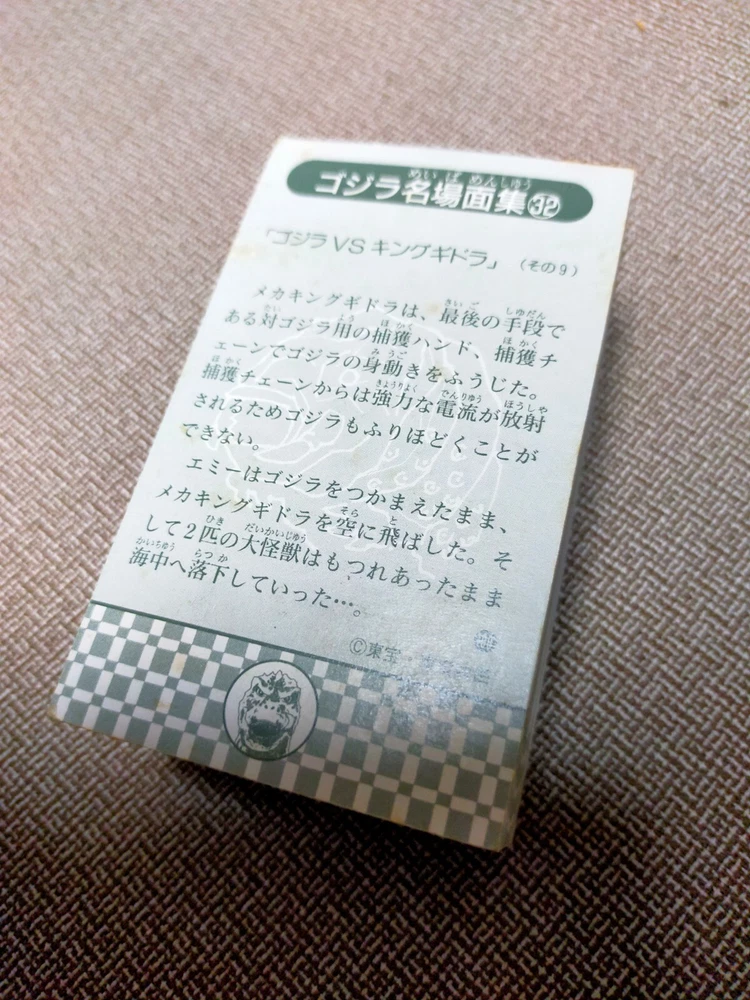 ゴジラ名場面集32
「ゴジラVSキングギドラ」（その9）
メカキングギドラは、最後の手段で
ある対ゴジラ用の捕獲ハンド、捕獲チ
ェーンでゴジラの身動きをふうじた。
捕獲チェーンからは強力な電流が放射
されるためゴジラもふりほどくことが
できない。
エミーはゴジラをつかまえたまま、
メカキングギドラを空に飛ばした。そ
して2匹の大怪獣はもつれあったまま
海中へ落下していった…。
©東宝